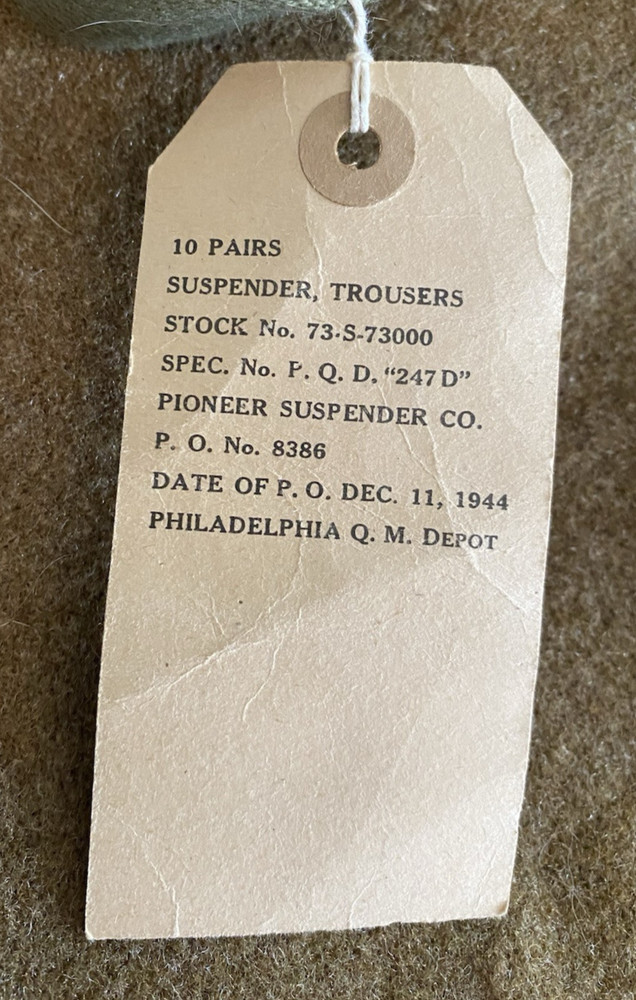 10 PAIRS
SUSPENDER, TROUSERS
STOCK No. 73-S-73000
SPEC. No. P. Q. D. "247 D"
PIONEER SUSPENDER CO.
P. O. No. 8386
DATE OF P. O. DEC. 11, 1944
PHILADELPHIA Q. M. DEPOT